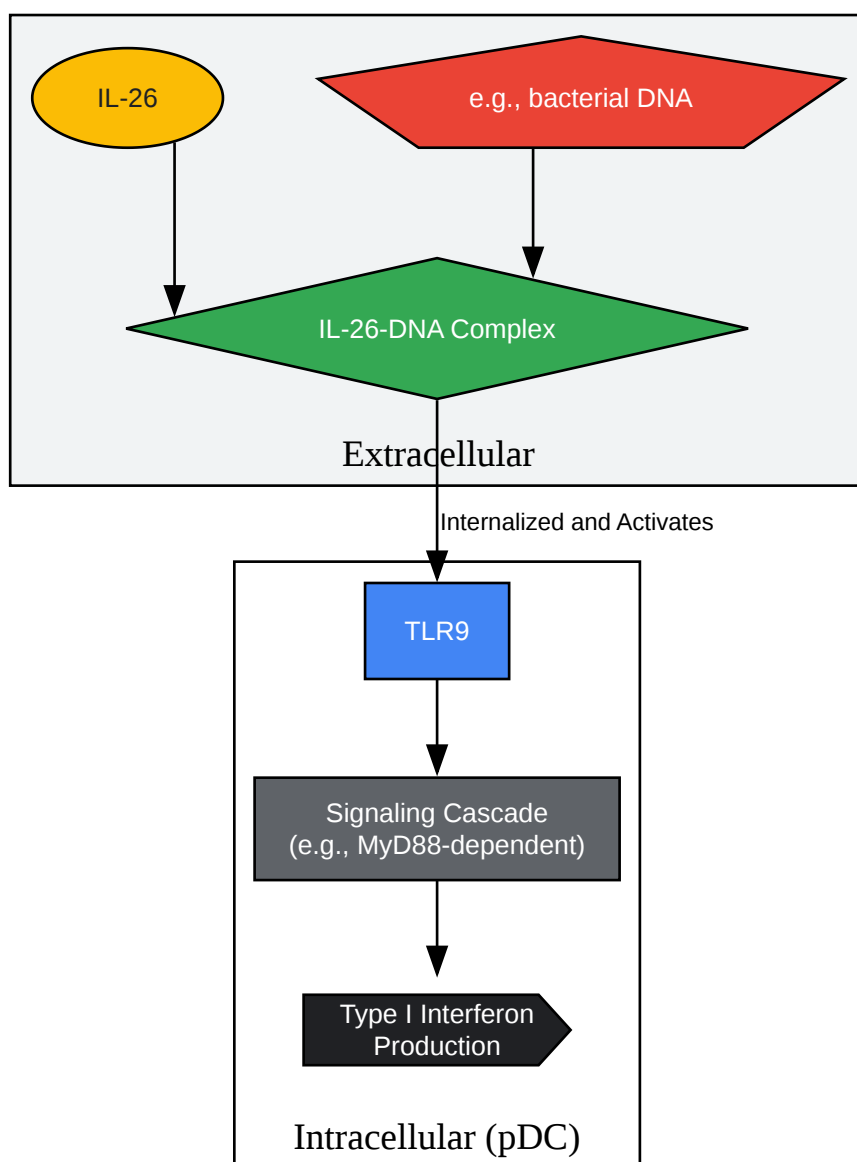 IL-26
e.g., bacterial DNA
IL-26-DNA Complex
Extracellular
Internalized and Activates
TLR9
Signaling Cascade
(e.g., MyD88-dependent)
Type I Interferon
Production
Intracellular (pDC)